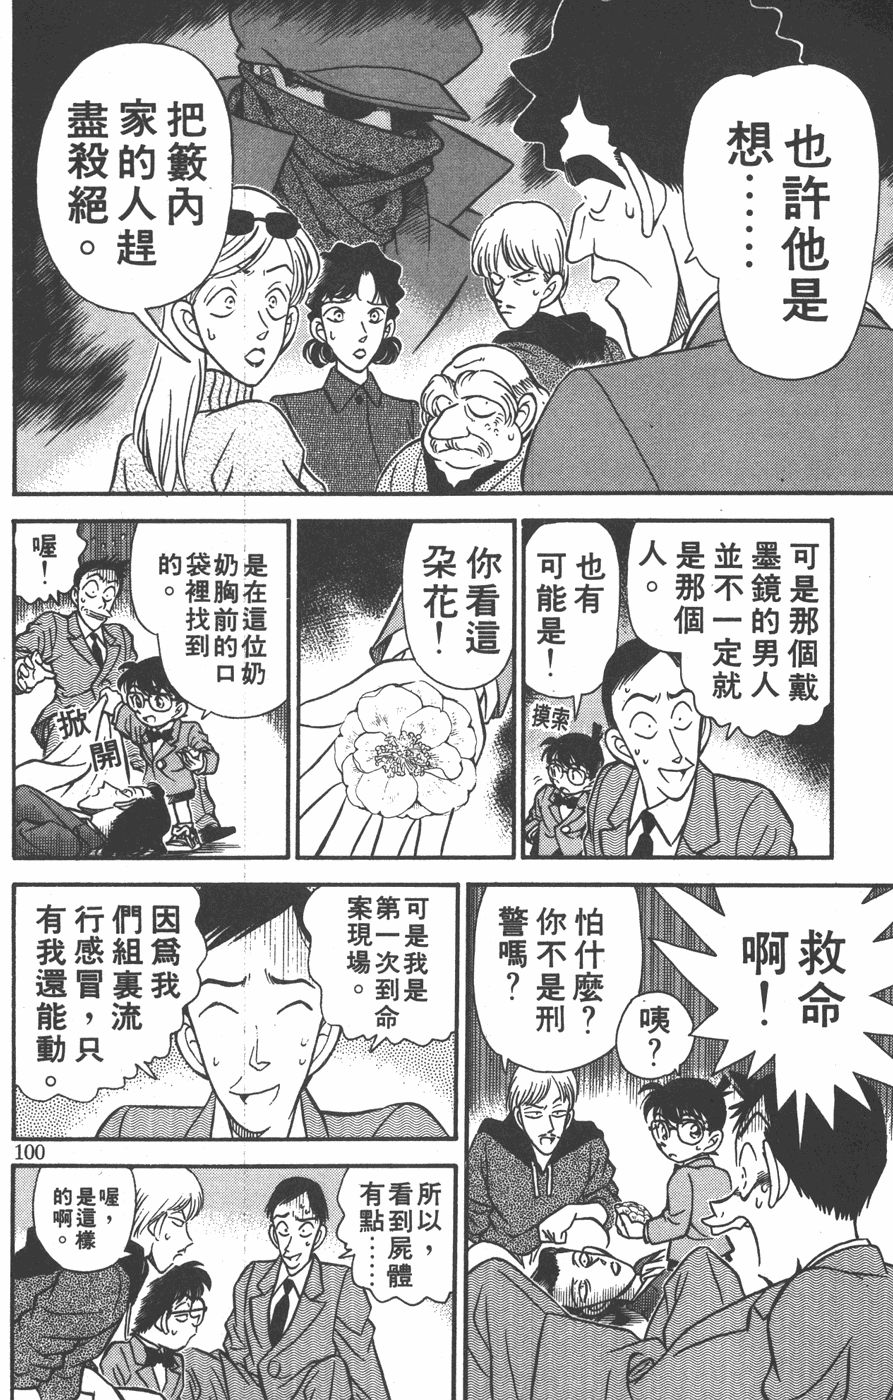 也許他是
想……
把籔內
家的人趕
盡殺絕。
可是那個戴
墨鏡的男人
並不一定就
是那個
人。
也有
可能是！
摸索
你看這
朶花！
是在這位奶
奶胸前的口
袋裡找到
的。
喔！
掀
開
救命
啊！
咦？
怕什麼？
你不是刑
警嗎？
可是我是
第一次到命
案現場。
因爲我
們組裏流
行感冒，只
有我還能動。
所以，
看到屍體
有點……
喔，
是這樣
的啊。
100